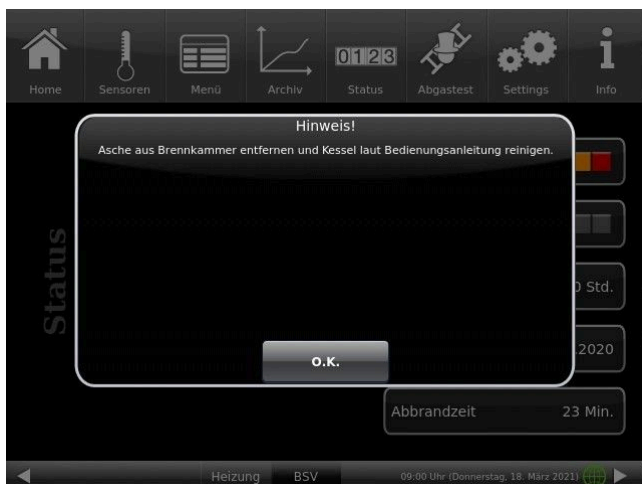 Home
Sensoren
Menü
Archiv
0123
Status
Abgastest
Settings
i
Info
Hinweis!
Asche aus Brennkammer entfernen und Kessel laut Bedienungsanleitung reinigen.
Status
0 Std.
.2020
O.K.
Abbrandzeit 23 Min.
Heizung BSV 09:00 Uhr (Donnerstag, 18. März 2021)